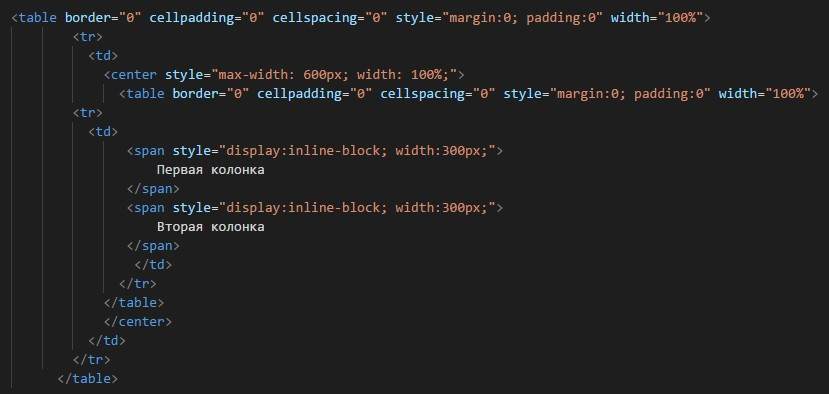 <table border="0" cellpadding="0" cellspacing="0" style="margin:0; padding:0" width="100%">
<tr>
<td>
<center style="max-width: 600px; width: 100%;">
<table border="0" cellpadding="0" cellspacing="0" style="margin:0; padding:0" width="100%">
<tr>
<td>
<span style="display:inline-block; width:300px;">
Первая колонка
</span>
<span style="display:inline-block; width:300px;">
Вторая колонка
</span>
</td>
</tr>
</table>
</center>
</td>
</tr>
</table>